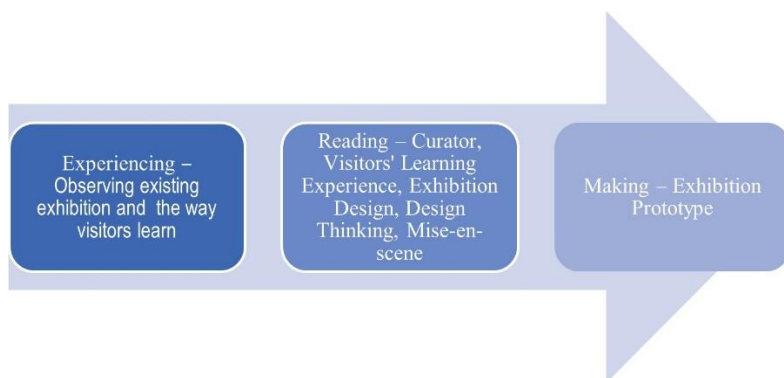 Experiencing –
Observing existing
exhibition and the way
visitors learn
Reading – Curator,
Visitors' Learning
Experience, Exhibition
Design, Design
Thinking, Mise-en-
scene
Making – Exhibition
Prototype